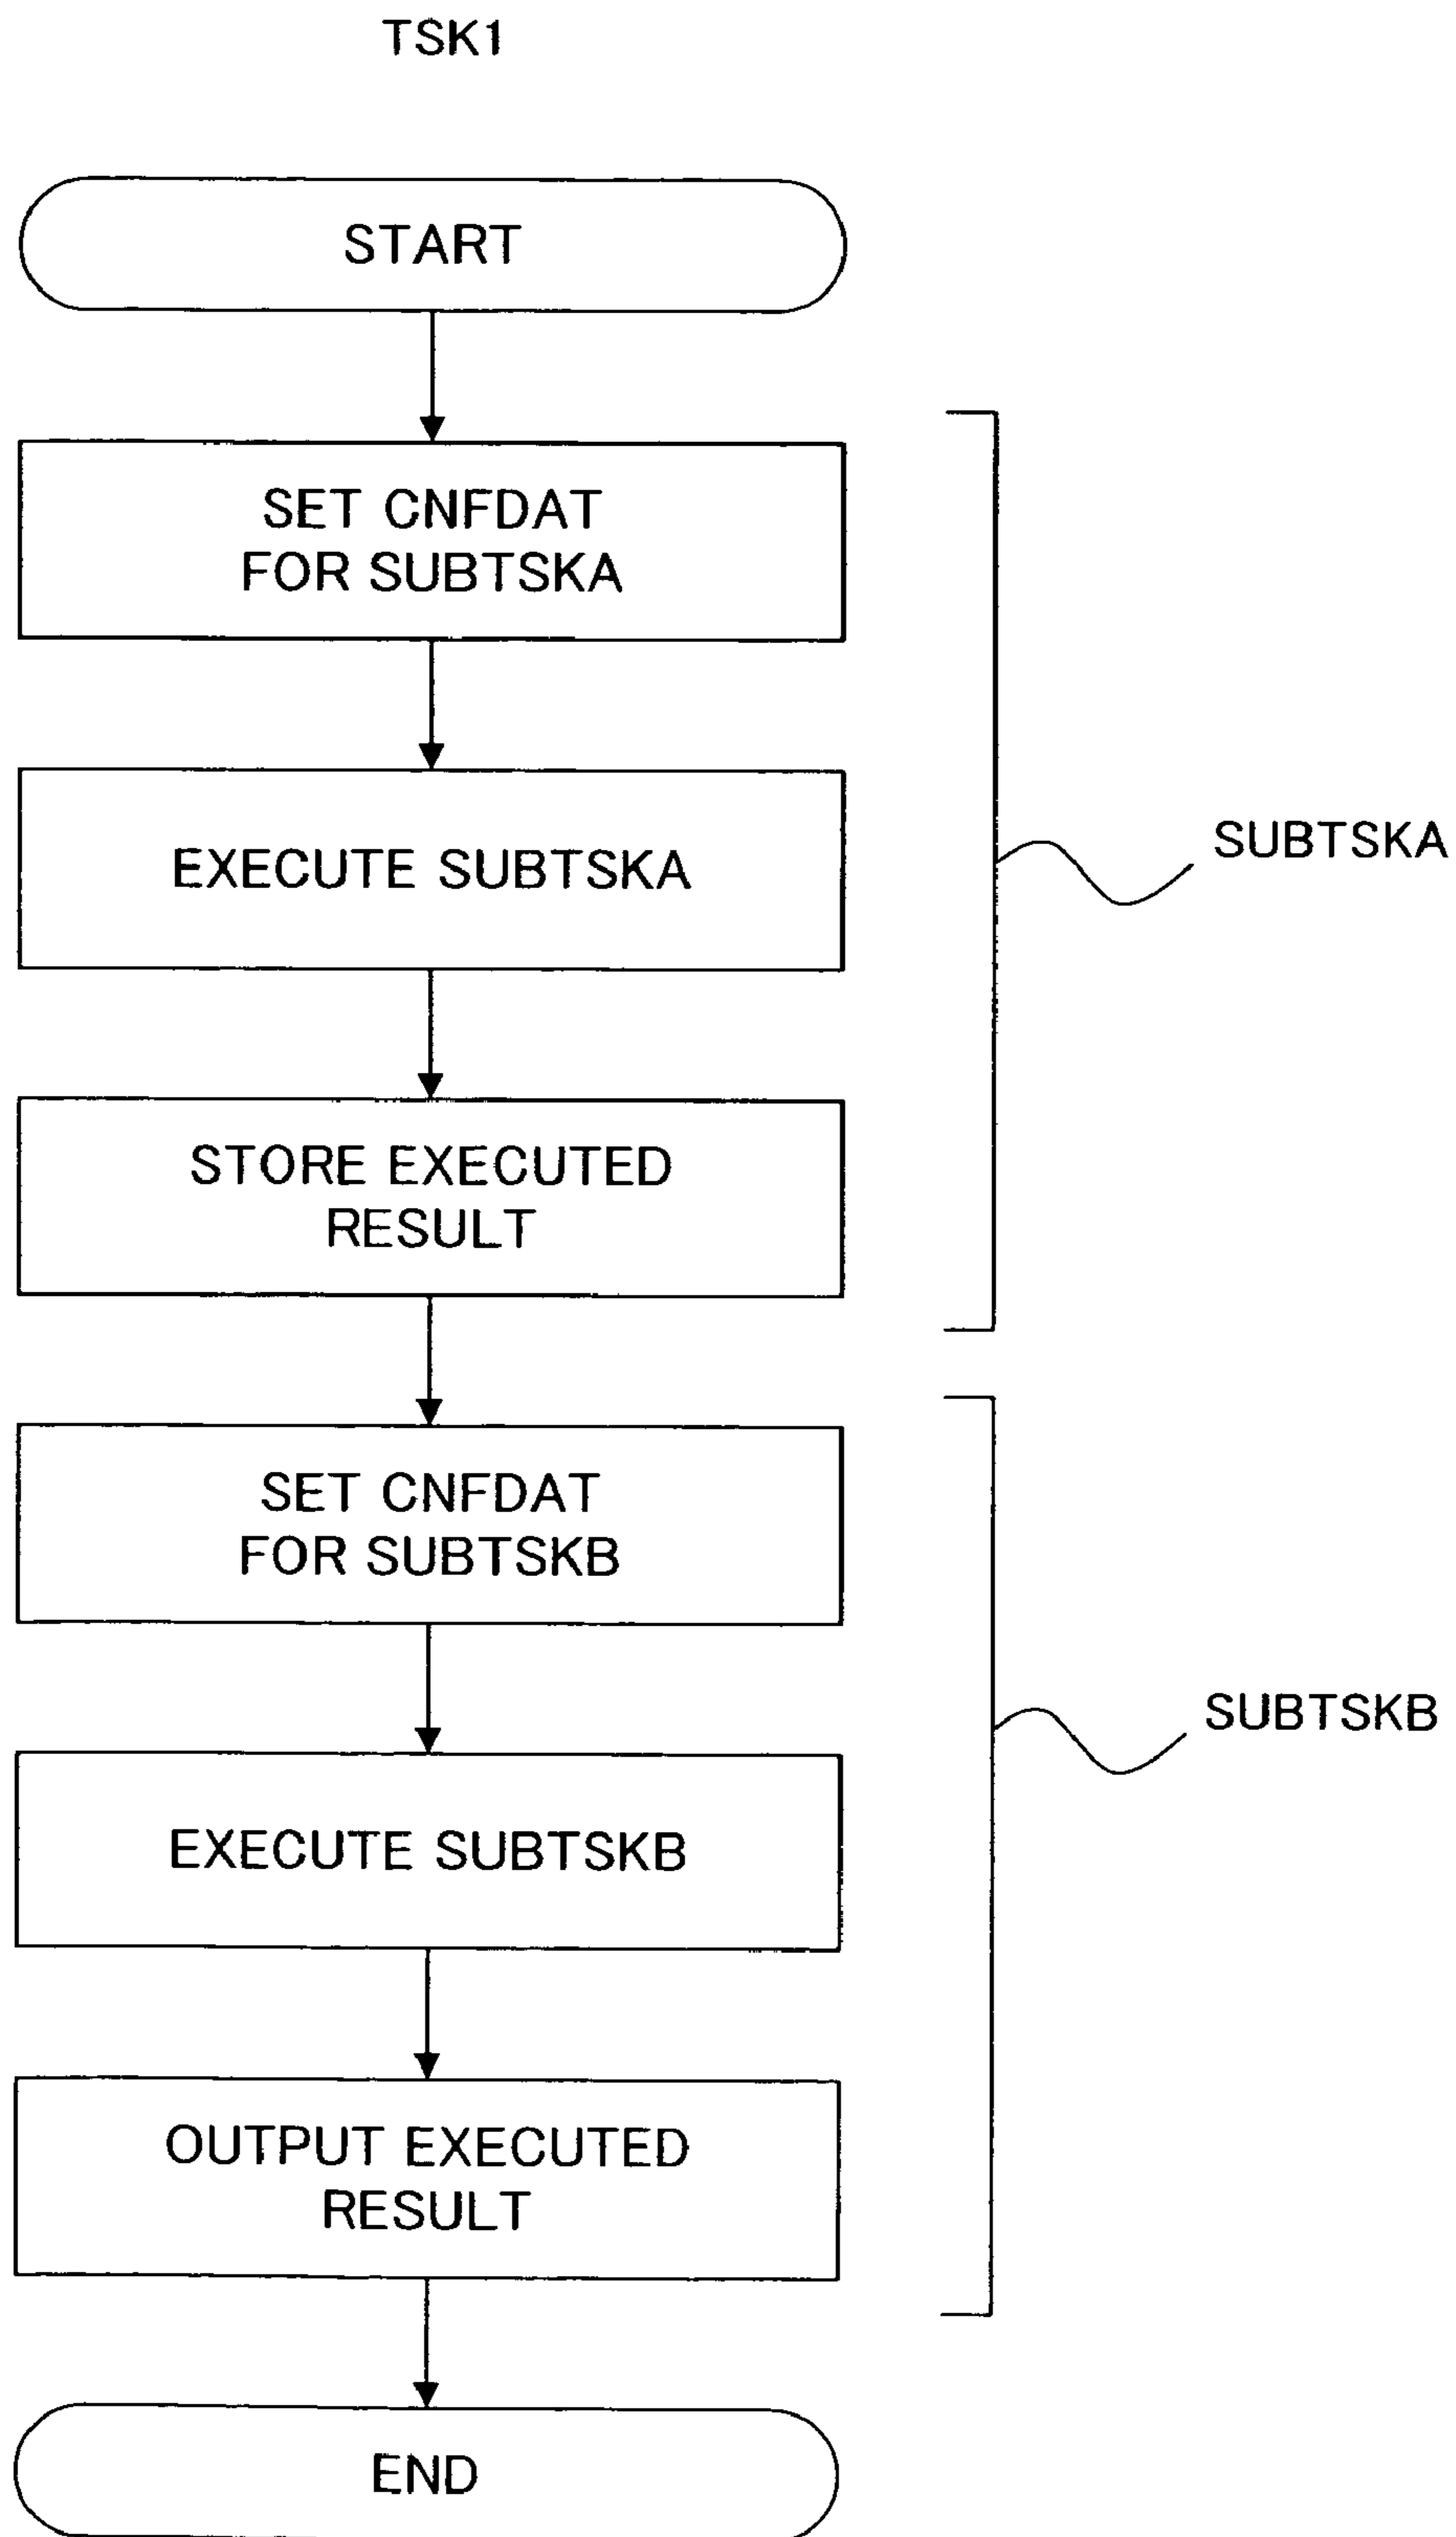 TSK1
START
SET CNFDAT
FOR SUBTSKA
EXECUTE SUBTSKA
SUBTSKA
STORE EXECUTED
RESULT
SET CNFDAT
FOR SUBTSKB
EXECUTE SUBTSKB
SUBTSKB
OUTPUT EXECUTED
RESULT
END